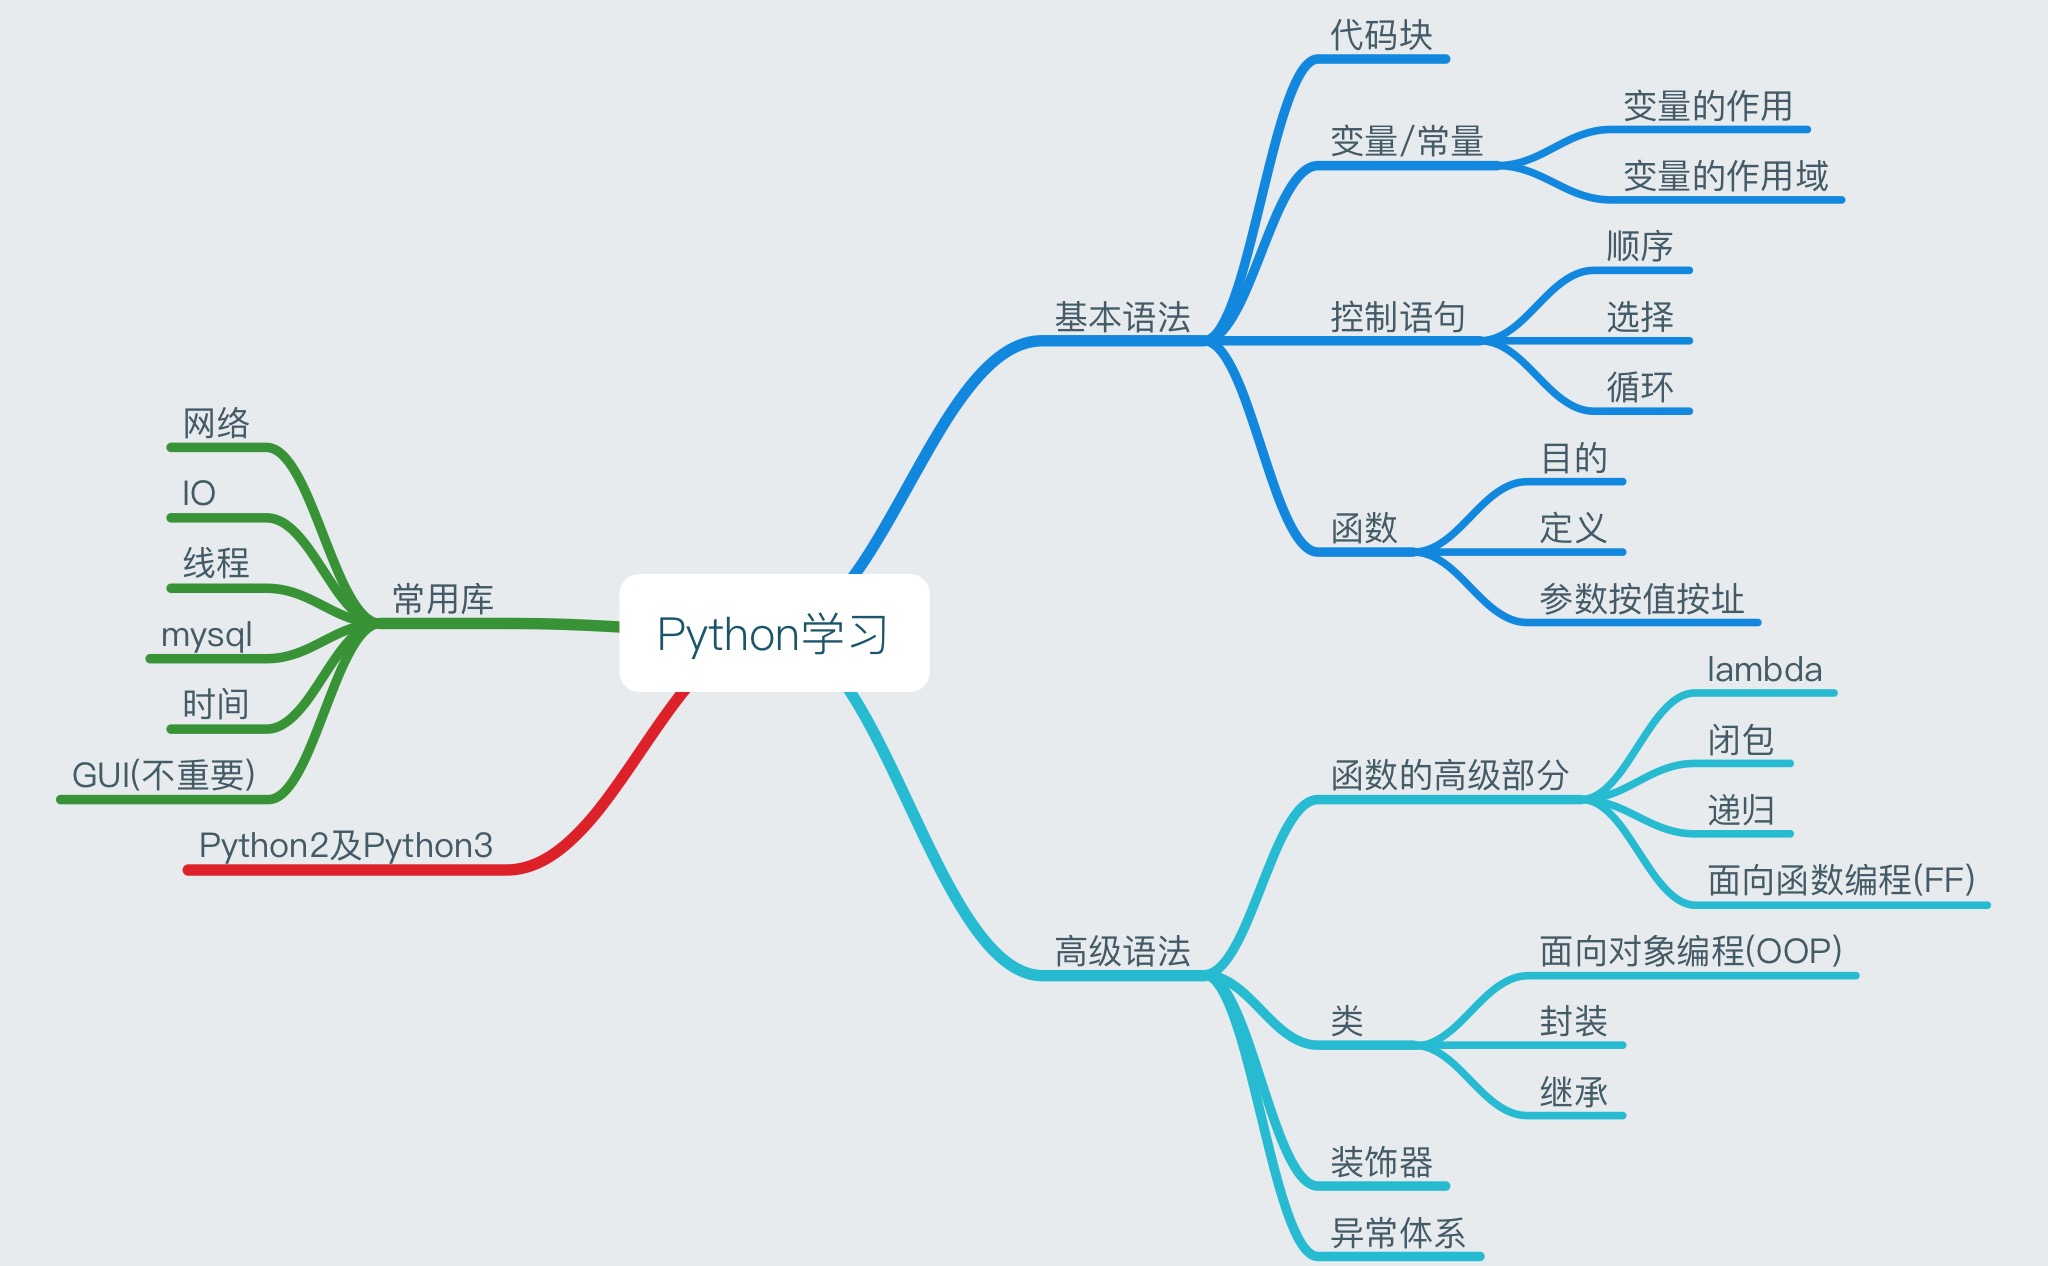 Python学习
基本语法
代码块
变量/常量
变量的作用
变量的作用域
控制语句
顺序
选择
循环
函数
目的
定义
参数按值按址
高级语法
函数的高级部分
lambda
闭包
递归
面向函数编程(FF)
类
面向对象编程(OOP)
封装
继承
装饰器
异常体系
常用库
网络
IO
线程
mysql
时间
GUI(不重要)
Python2及Python3